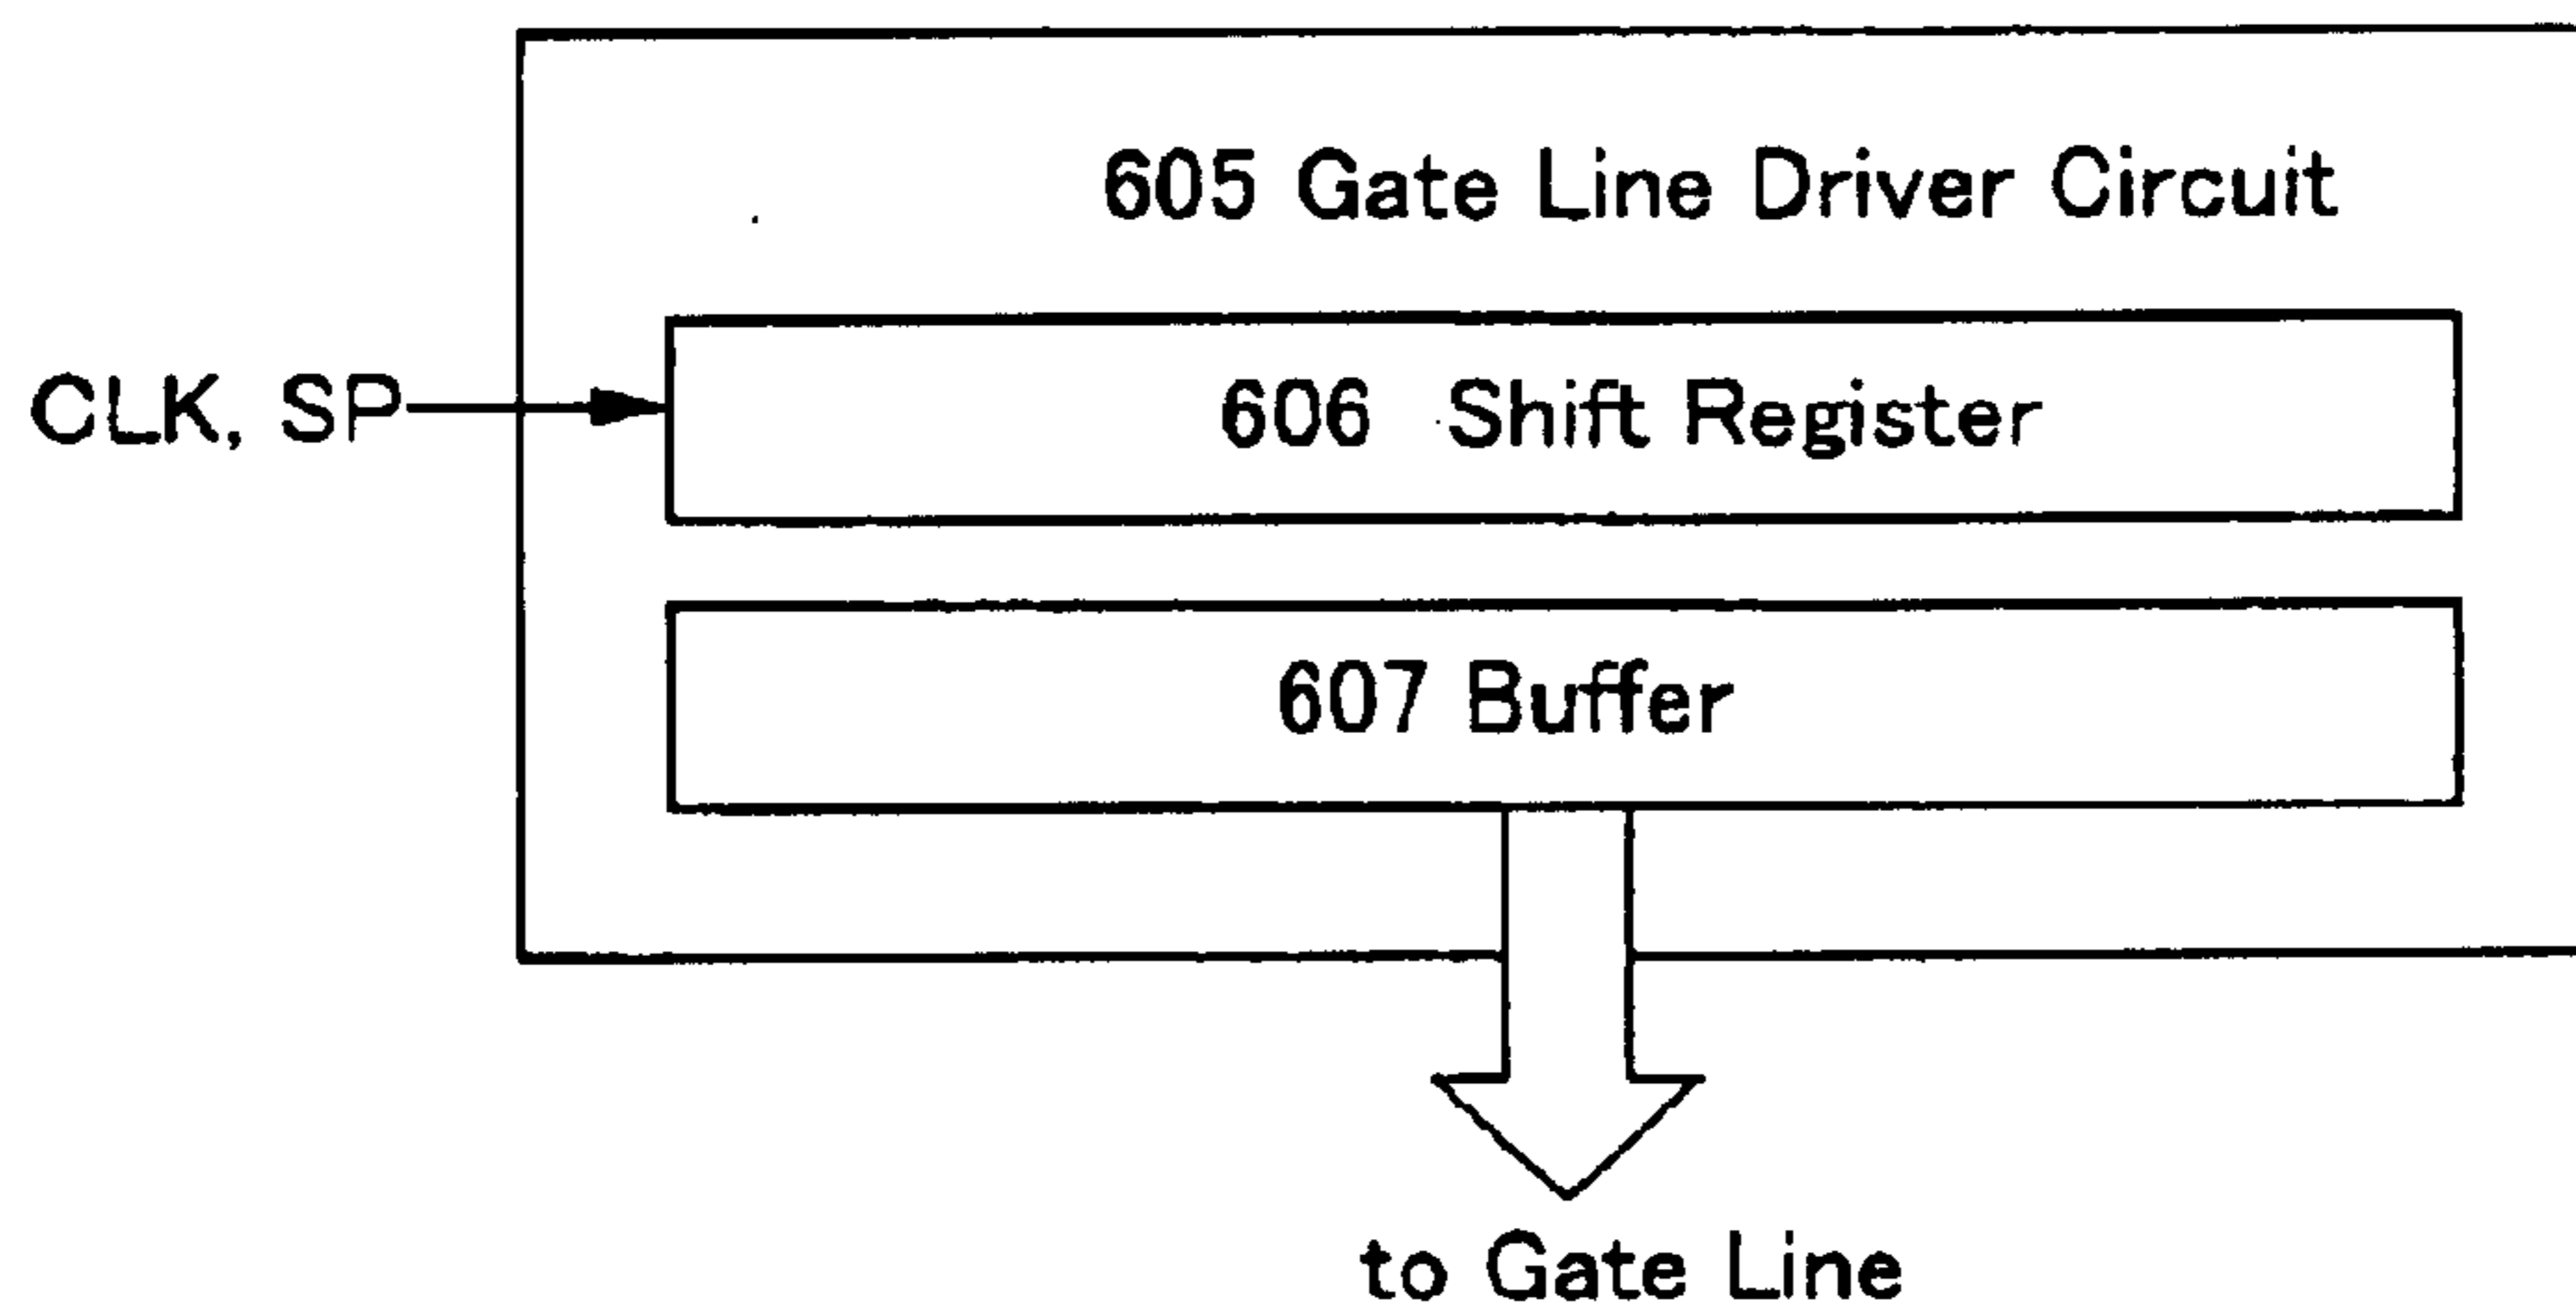 605 Gate Line Driver Circuit
CLK, SP
606 Shift Register
607 Buffer
to Gate Line